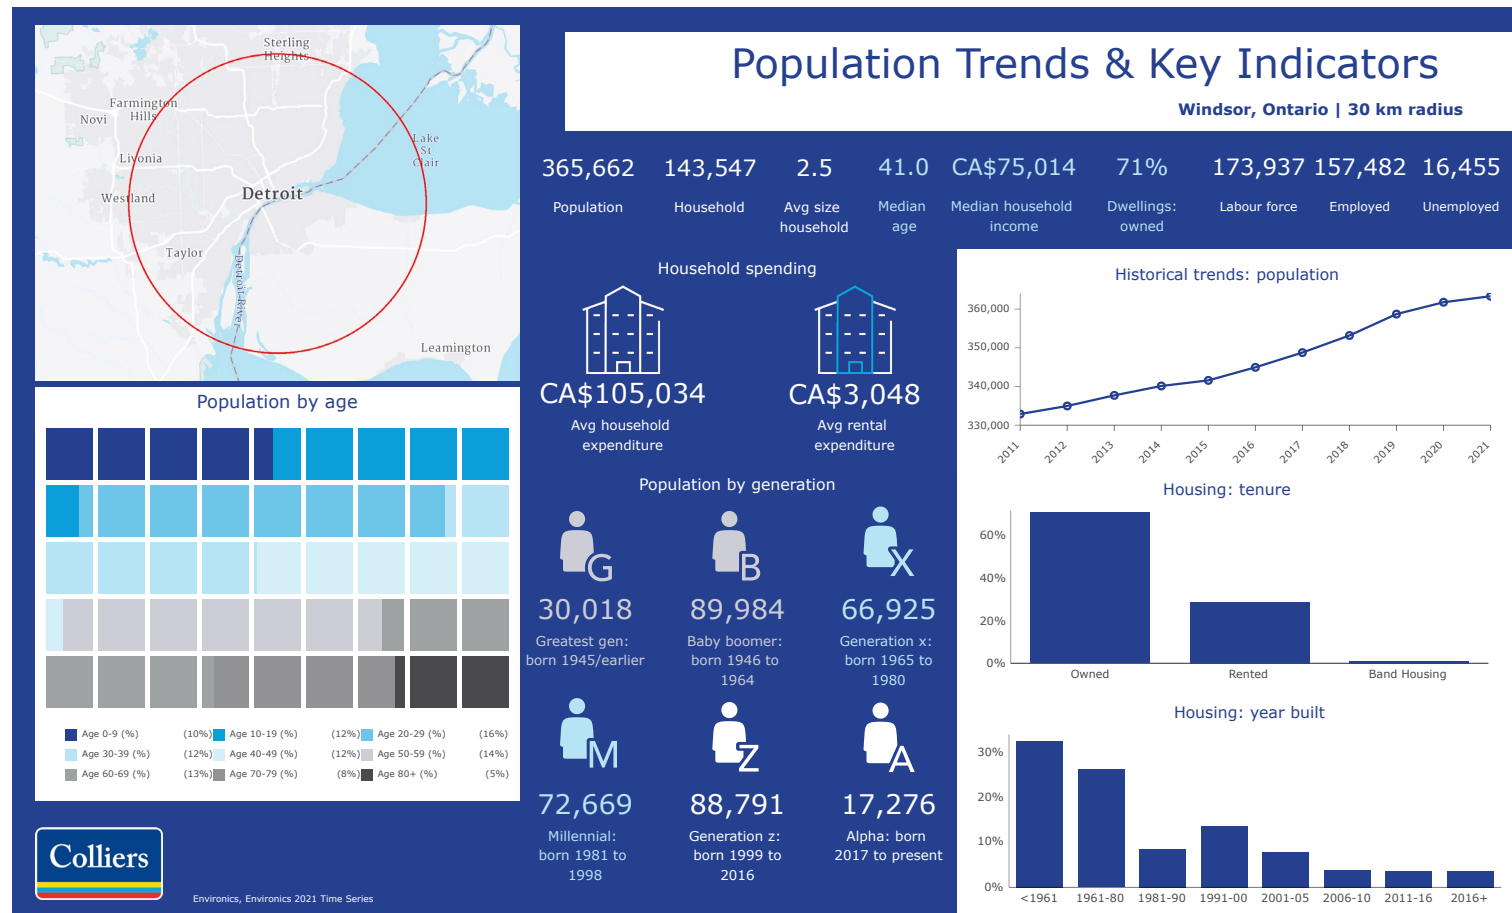 Population Trends & Key Indicators
Windsor, Ontario | 30 km radius
Sterling
Heights
Farmington
Hills
Novi
Livonia
Lake
St
Clair
Westland
Detroit
Taylor
Detroit River
Leamington
365,662
Population
143,547
Household
2.5
Avg size
household
41.0
Median
age
CA$75,014
Median household
income
71%
Dwellings:
owned
173,937
Labour force
157,482
Employed
16,455
Unemployed
Household spending
CA$105,034
Avg household
expenditure
CA$3,048
Avg rental
expenditure
Historical trends: population
360,000
350,000
340,000
330,000
2011
2012
2013
2014
2015
2016
2017
2018
2019
2020
2021
Population by age
Age 0-9 (%) (10%) Age 10-19 (%) (12%) Age 20-29 (%) (16%)
Age 30-39 (%) (12%) Age 40-49 (%) (12%) Age 50-59 (%) (14%)
Age 60-69 (%) (13%) Age 70-79 (%) (8%) Age 80+ (%) (5%)
Population by generation
G
30,018
Greatest gen:
born 1945/earlier
B
89,984
Baby boomer:
born 1946 to
1964
X
66,925
Generation x:
born 1965 to
1980
M
72,669
Millennial:
born 1981 to
1998
Z
88,791
Generation z:
born 1999 to
2016
A
17,276
Alpha: born
2017 to present
Housing: tenure
60%
40%
20%
0%
Owned
Rented
Band Housing
Housing: year built
30%
20%
10%
0%
<1961
1961-80
1981-90
1991-00
2001-05
2006-10
2011-16
2016+
Colliers
Environics, Environics 2021 Time Series